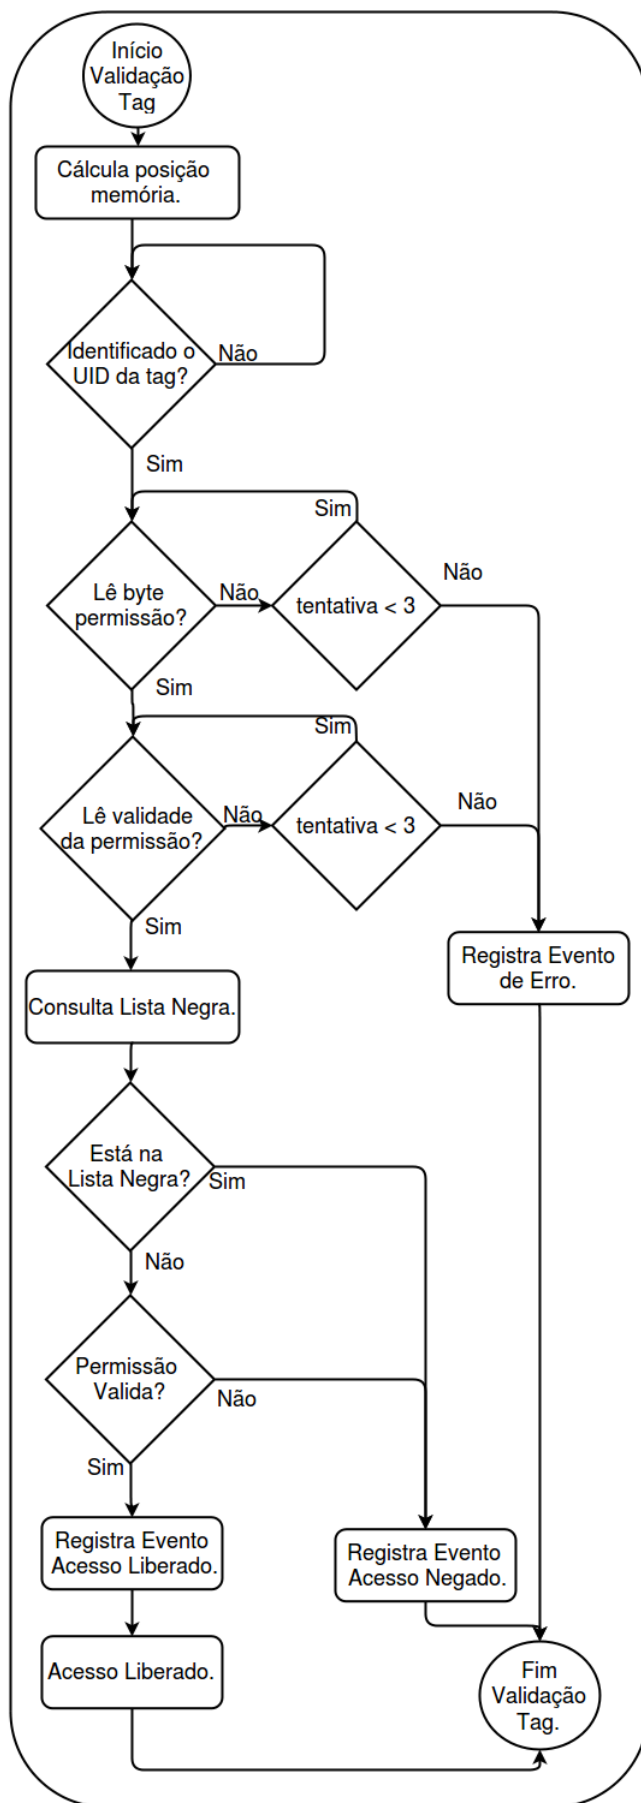 Início
Validação
Tag
Cálcula posição
memória.
Identificado o
UID da tag?
Não
Sim
Sim
Lê byte
permissão?
Não
tentativa < 3
Não
Sim
Sim
Lê validade
da permissão?
Não
tentativa < 3
Não
Sim
Registra Evento
de Erro.
Consulta Lista Negra.
Está na
Lista Negra?
Sim
Não
Permissão
Valida?
Não
Sim
Registra Evento
Acesso Liberado.
Registra Evento
Acesso Negado.
Acesso Liberado.
Fim
Validação
Tag.